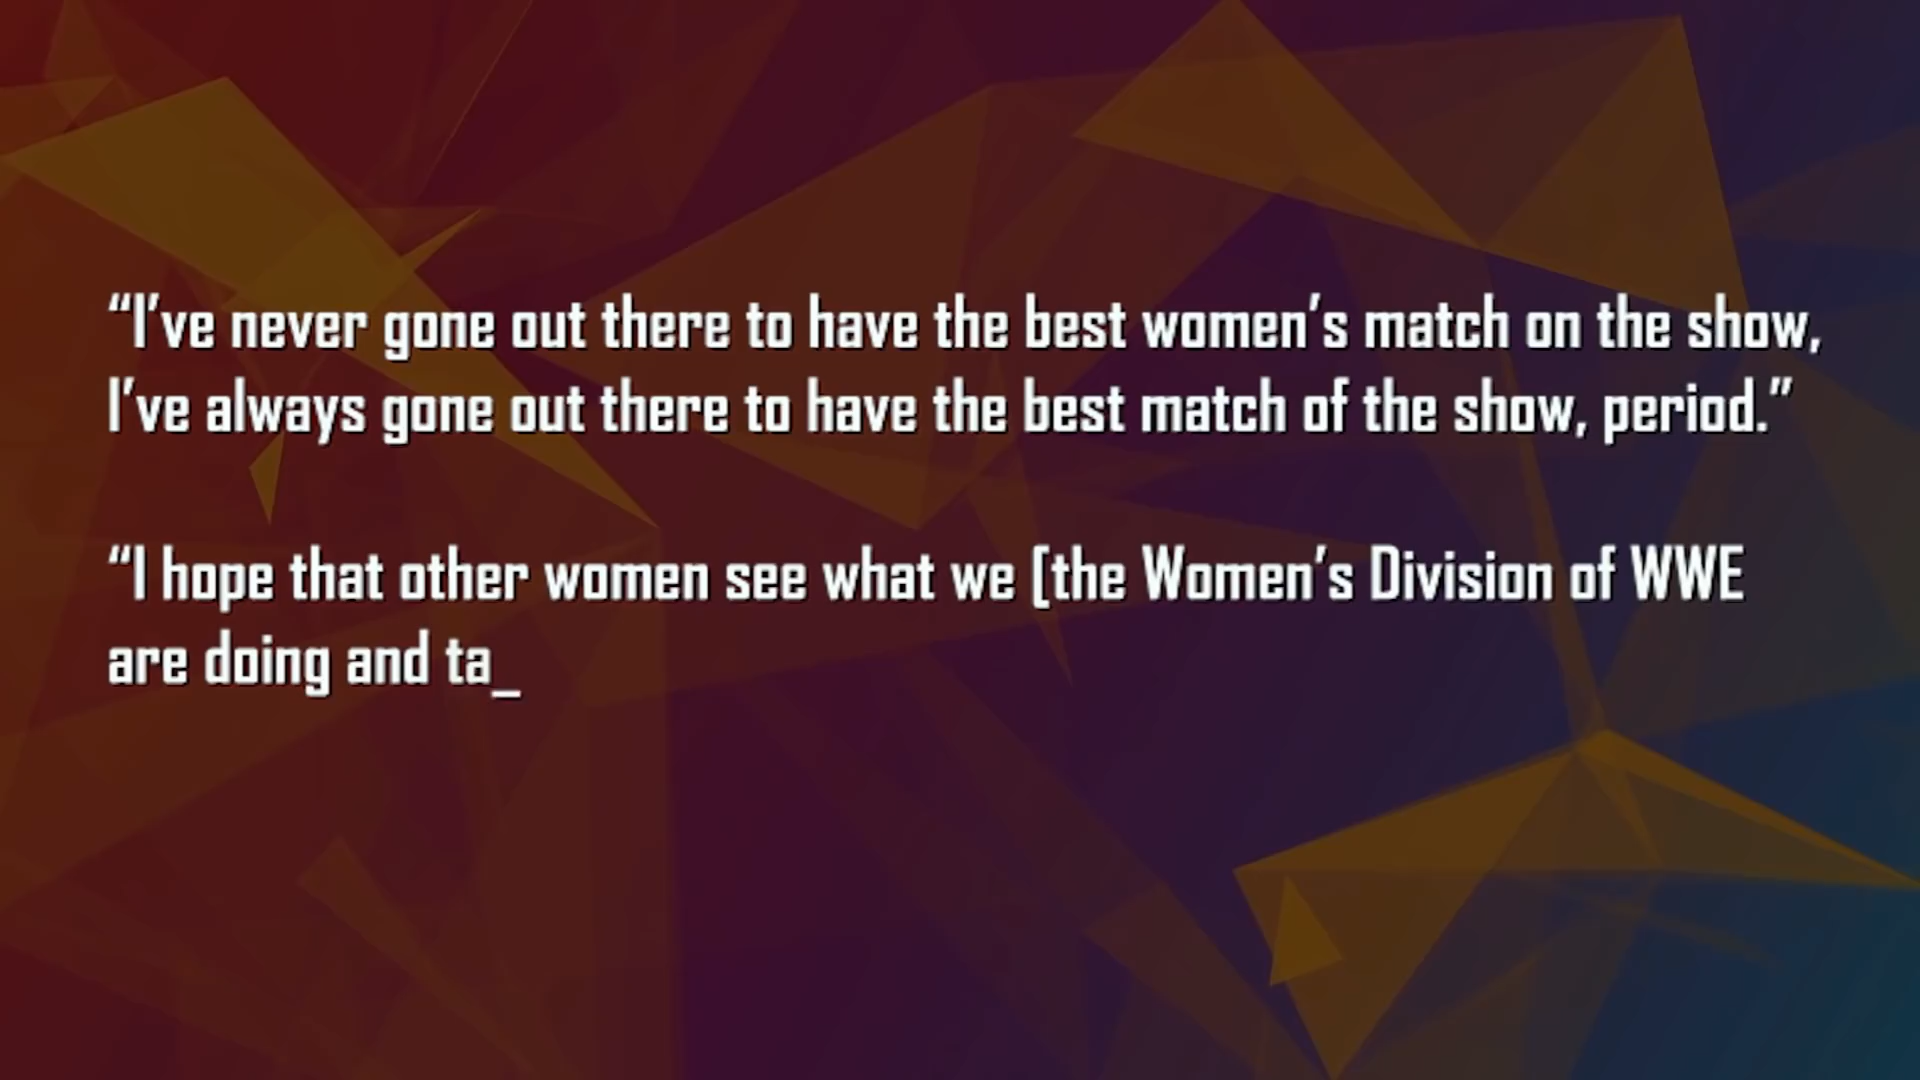 “I’ve never gone out there to have the best women’s match on the show,
I’ve always gone out there to have the best match of the show, period.”
“I hope that other women see what we (the Women’s Division of WWE
are doing and ta_